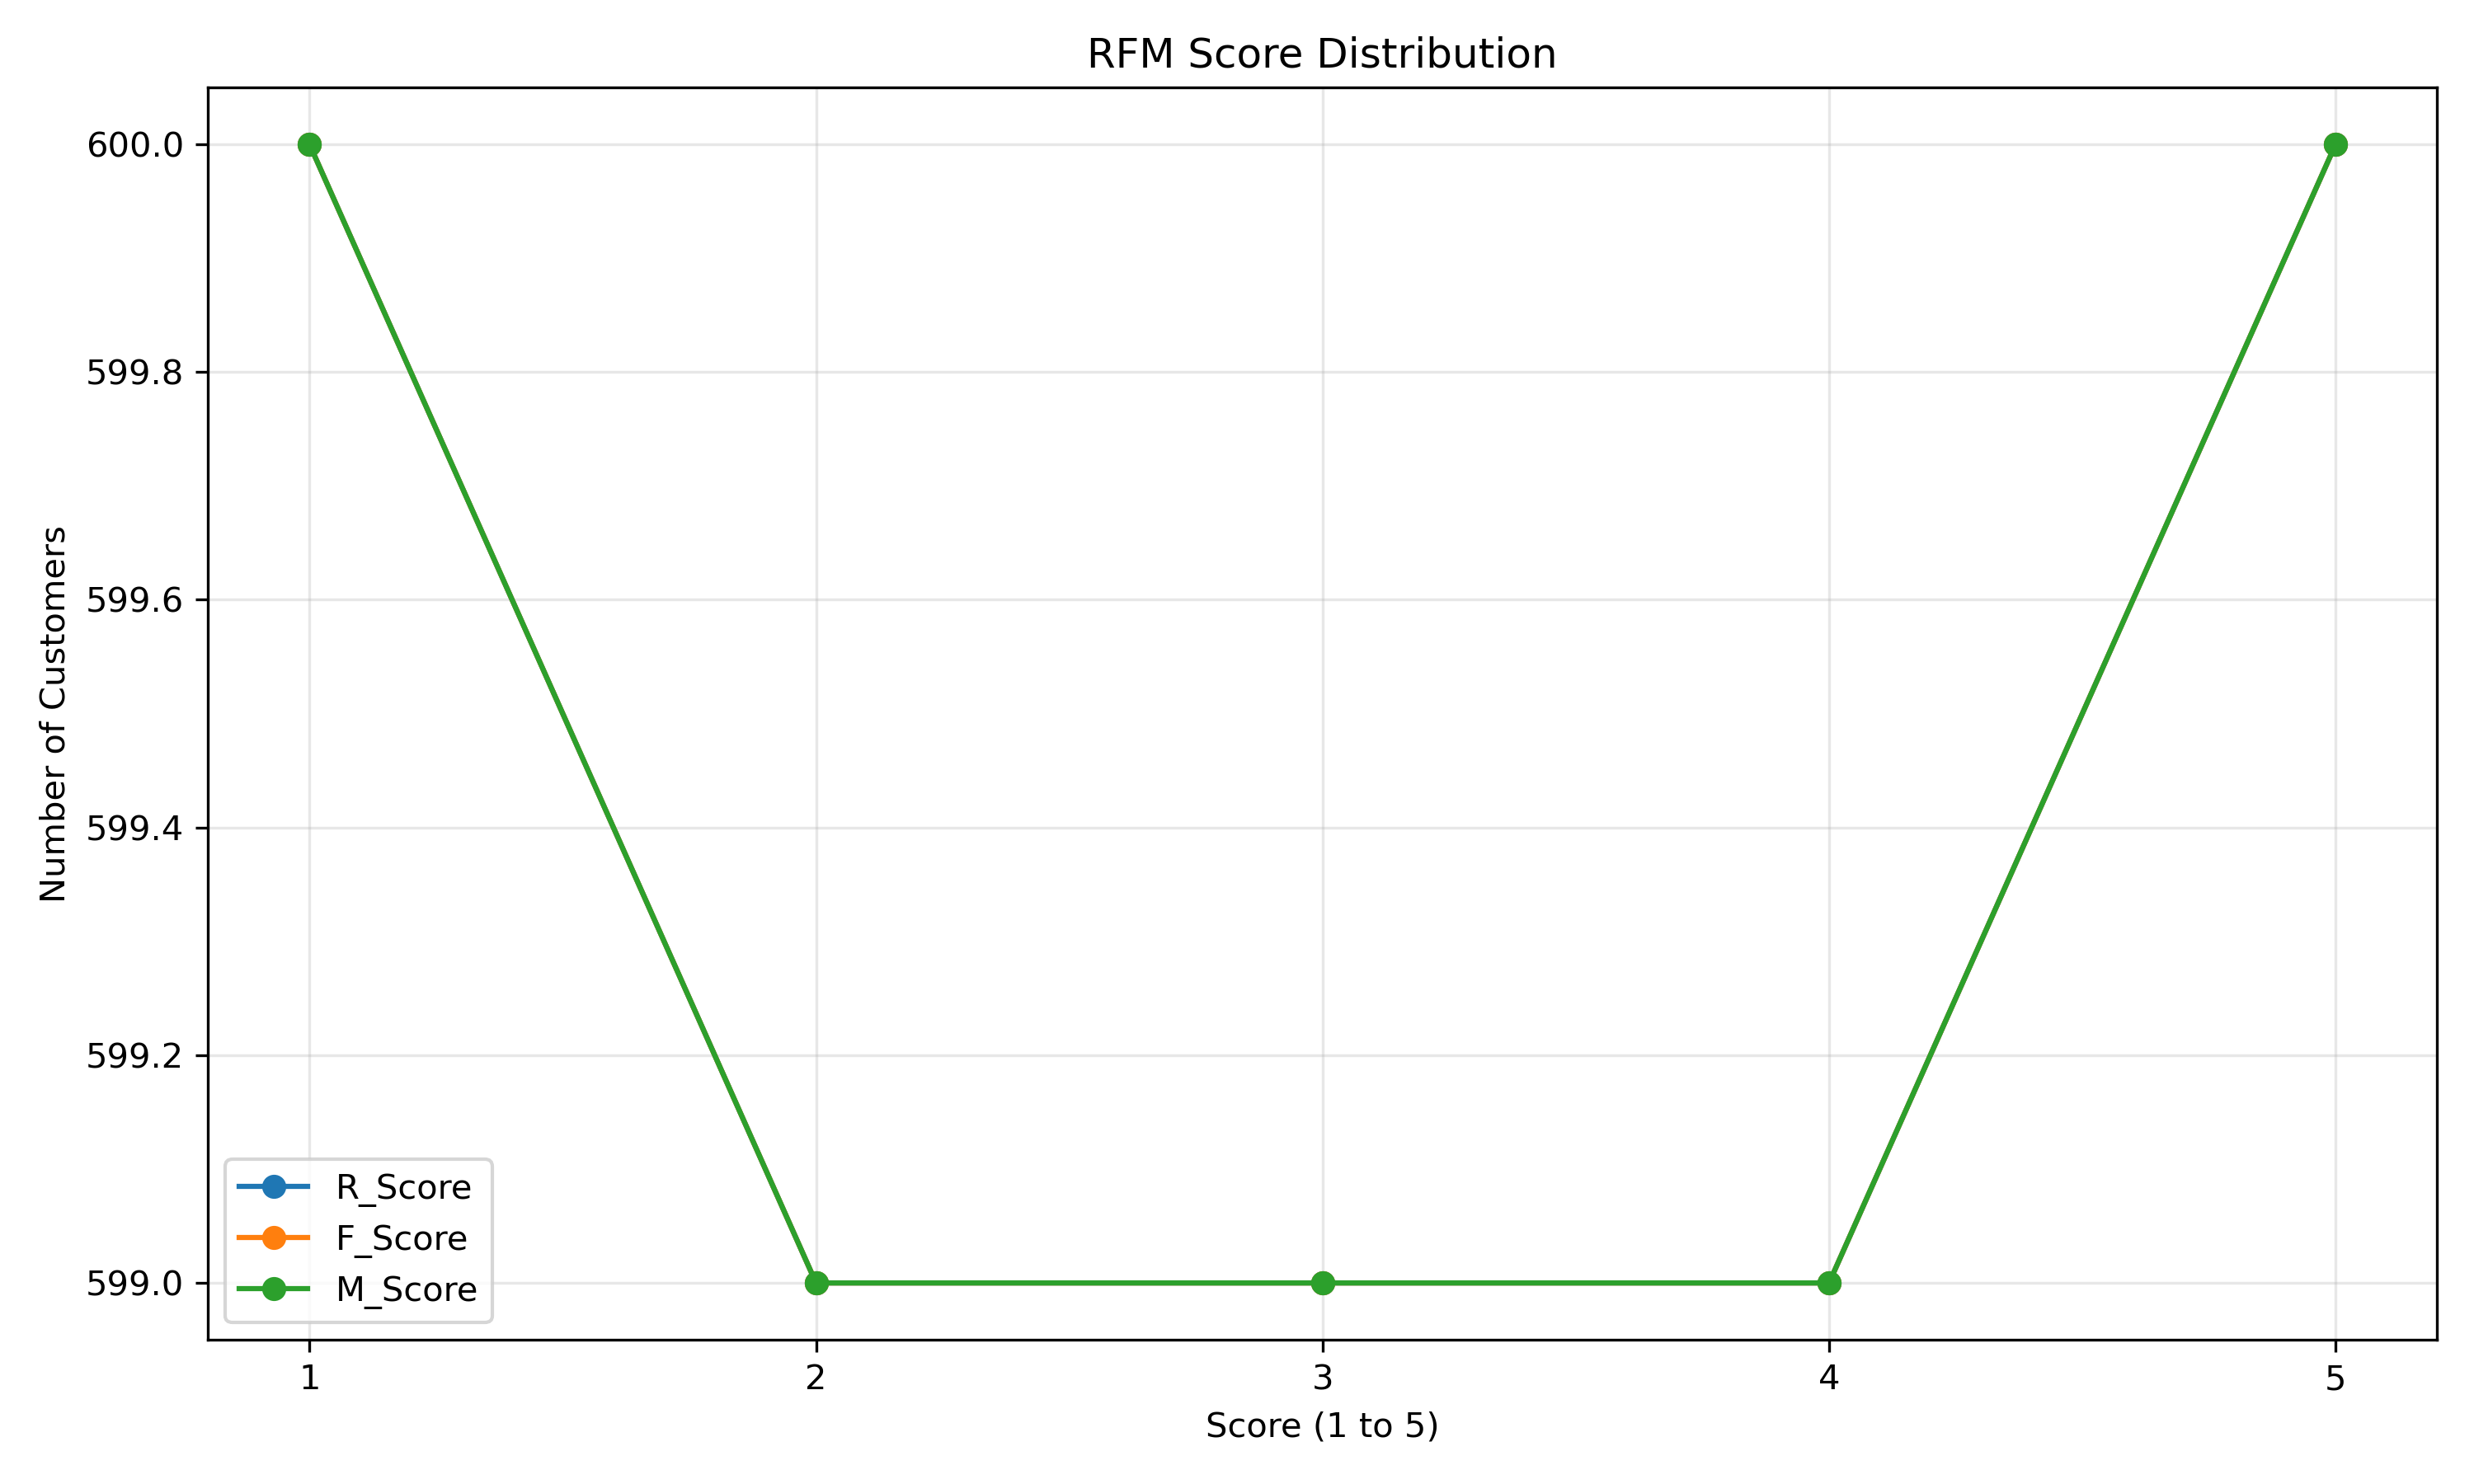 RFM Score Distribution
Number of Customers
600.0
599.8
599.6
599.4
599.2
599.0
R_Score
F_Score
M_Score
1 2 3 4 5
Score (1 to 5)